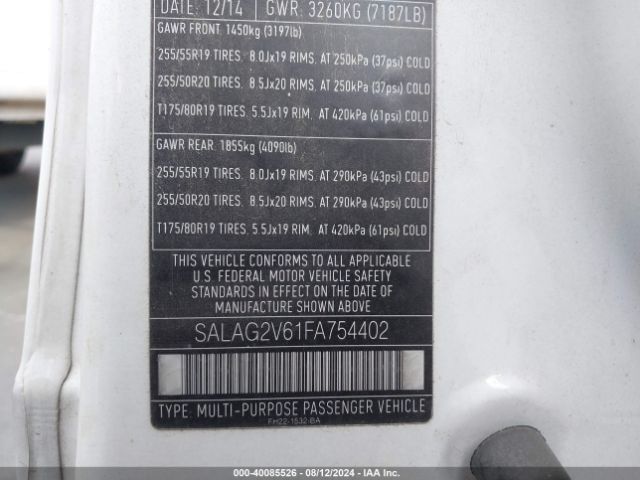 DATE: 12/14 GWR: 3260KG (7187LB)
GAWR FRONT: 1450kg (3197lb)
255/55R19 TIRES. 8.0Jx19 RIMS. AT 250kPa (37psi) COLD
255/50R20 TIRES. 8.5Jx20 RIMS. AT 250kPa (37psi) COLD
T175/80R19 TIRES. 5.5Jx19 RIM. AT 420kPa (61psi) COLD
GAWR REAR: 1855kg (4090lb)
255/55R19 TIRES. 8.0Jx19 RIMS. AT 290kPa (43psi) COLD
255/50R20 TIRES. 8.5Jx20 RIMS. AT 290kPa (43psi) COLD
T175/80R19 TIRES. 5.5Jx19 RIM. AT 420kPa (61psi) COLD
THIS VEHICLE CONFORMS TO ALL APPLICABLE
U.S. FEDERAL MOTOR VEHICLE SAFETY
STANDARDS IN EFFECT ON THE DATE OF
MANUFACTURE SHOWN ABOVE
SALAG2V61FA754402
TYPE: MULTI-PURPOSE PASSENGER VEHICLE
FH22-1532-BA
000-40085526 - 08/12/2024 - IAA Inc.